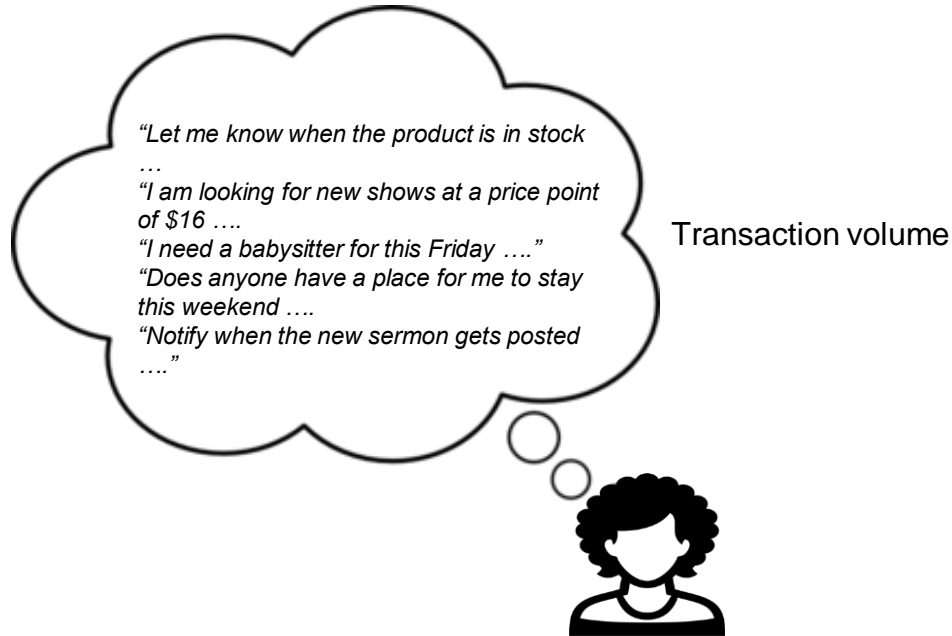 “Let me know when the product is in stock
…
“I am looking for new shows at a price point
of $16 ….
“I need a babysitter for this Friday ….”
“Does anyone have a place for me to stay
this weekend ….
“Notify when the new sermon gets posted
….”
Transaction volume